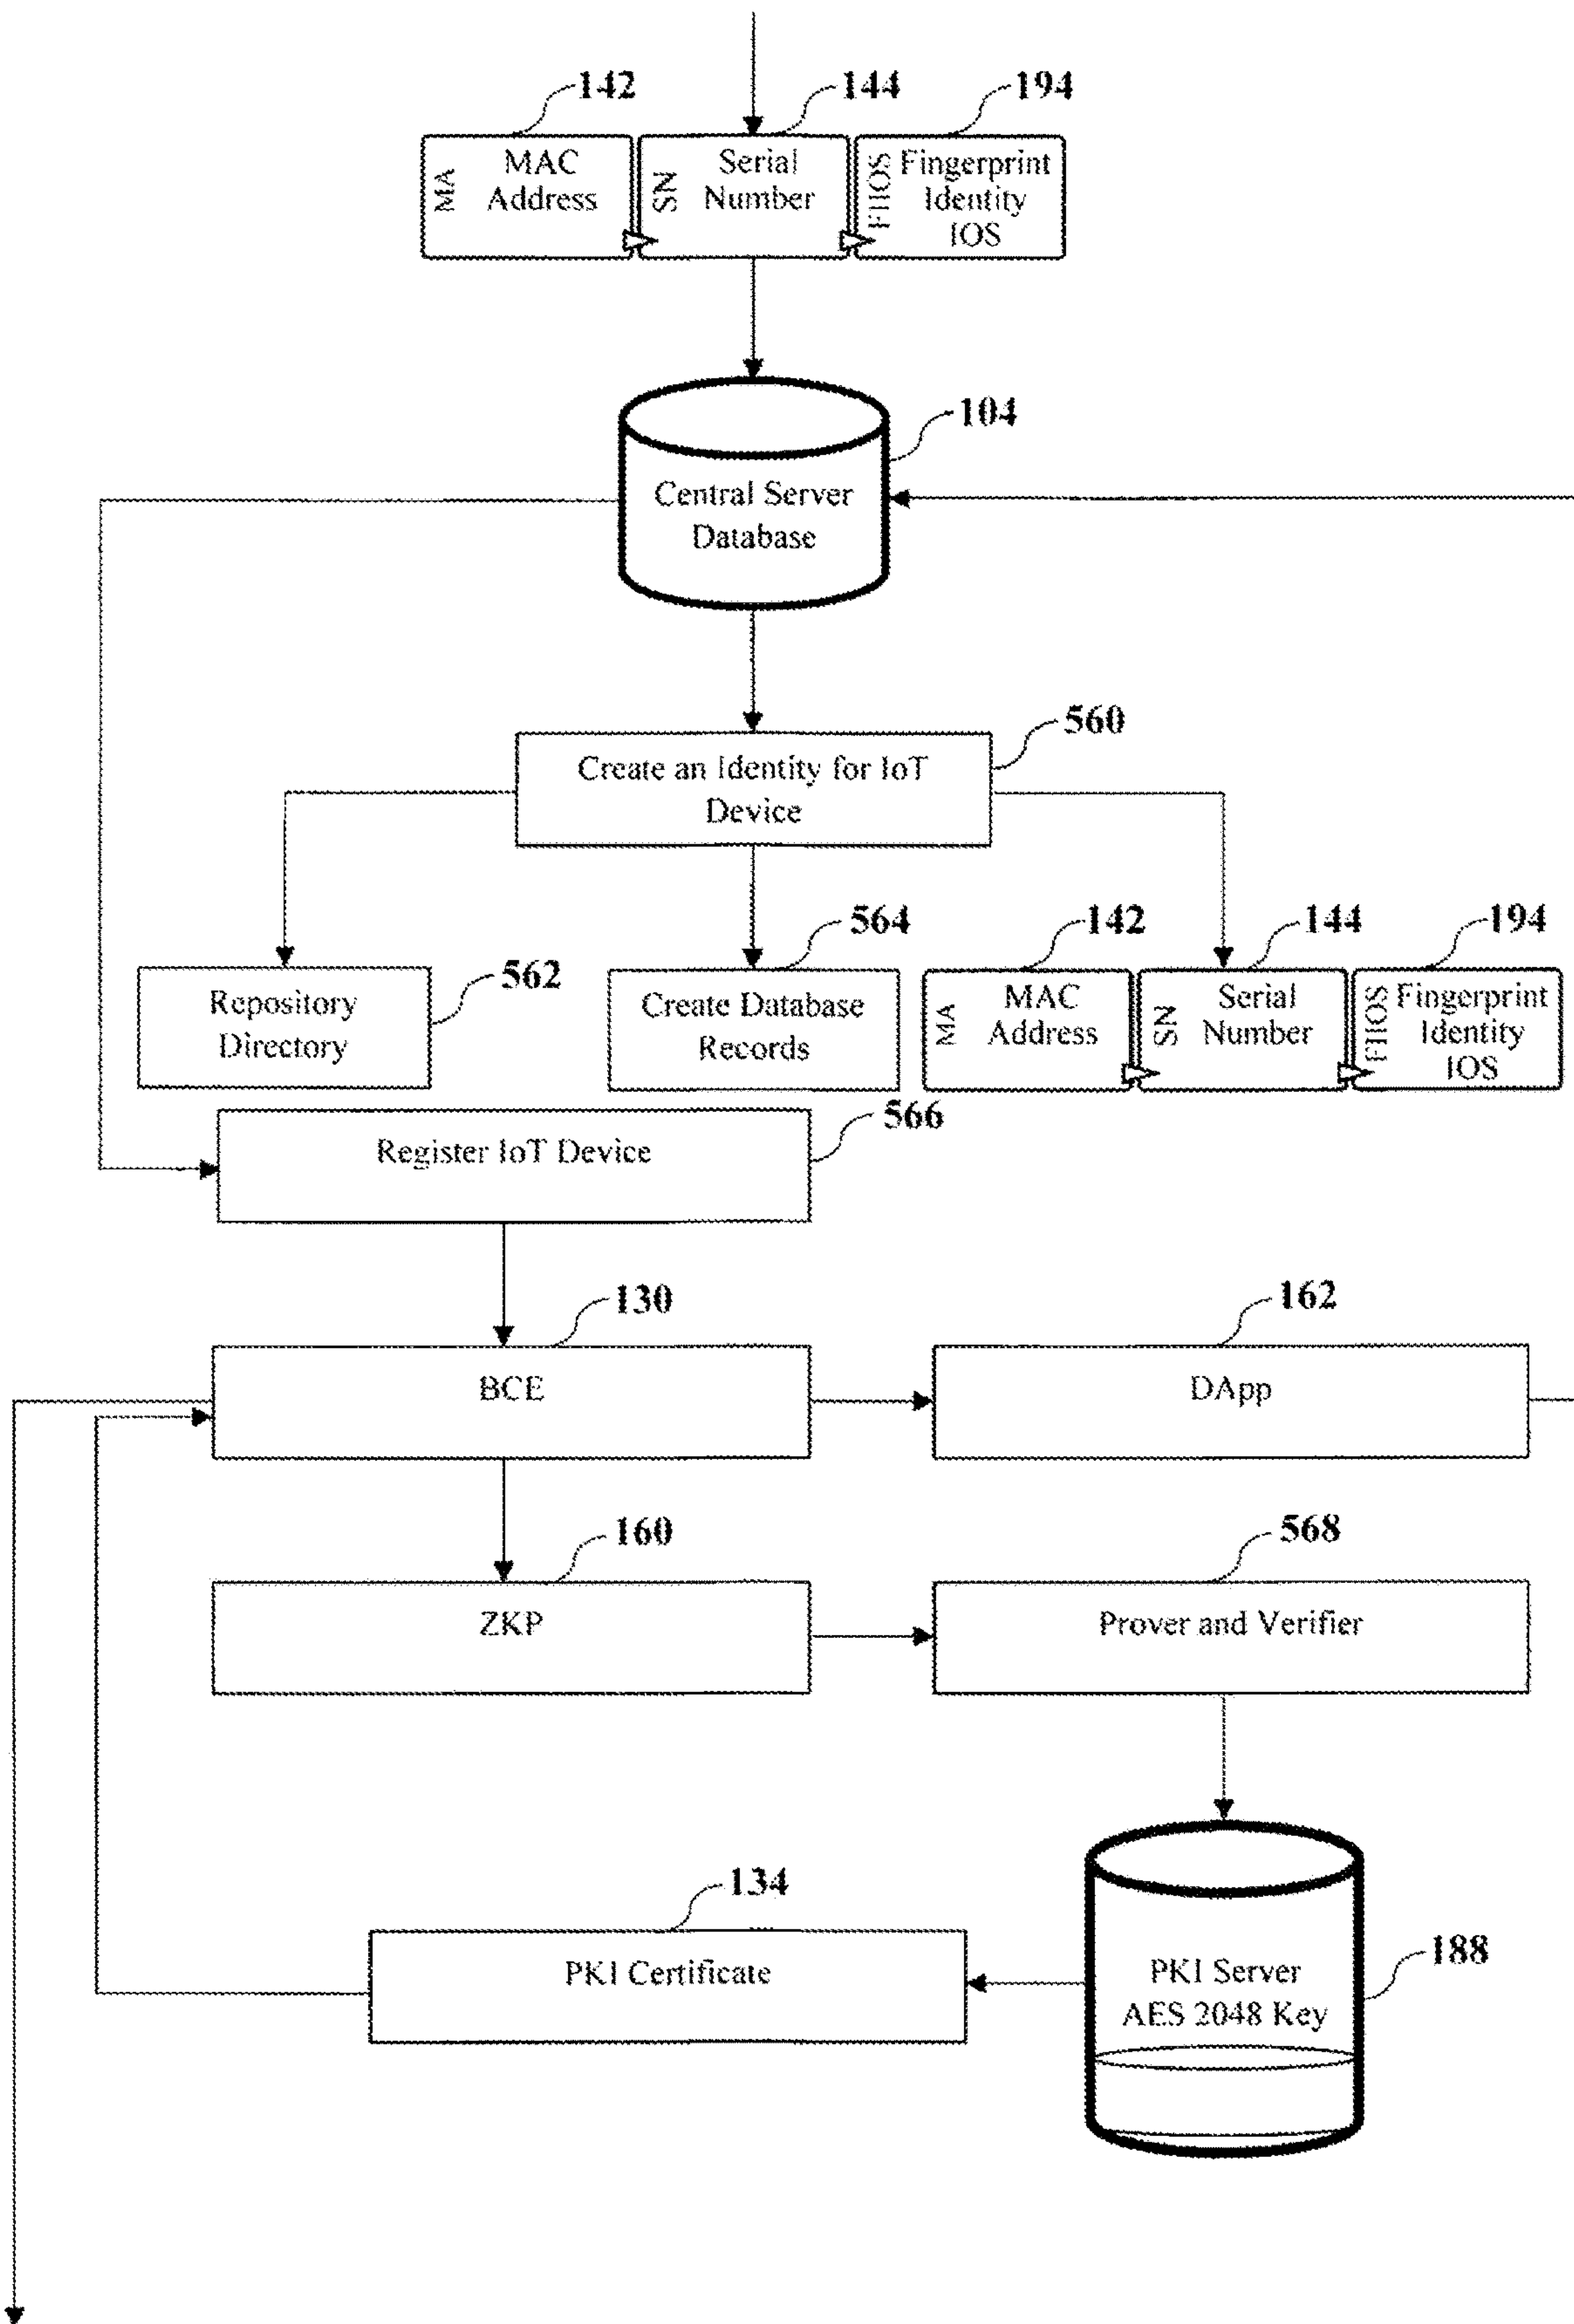 142
144
194
MA
MAC
Address
SN
Serial
Number
FIIOS
Fingerprint
Identity
IOS
104
Central Server
Database
560
Create an Identity for IoT
Device
562
Repository
Directory
564
Create Database
Records
142
144
194
MA
MAC
Address
SN
Serial
Number
FIIOS
Fingerprint
Identity
IOS
566
Register IoT Device
130
BCE
162
DApp
160
ZKP
568
Prover and Verifier
134
PKI Certificate
188
PKI Server
AES 2048 Key